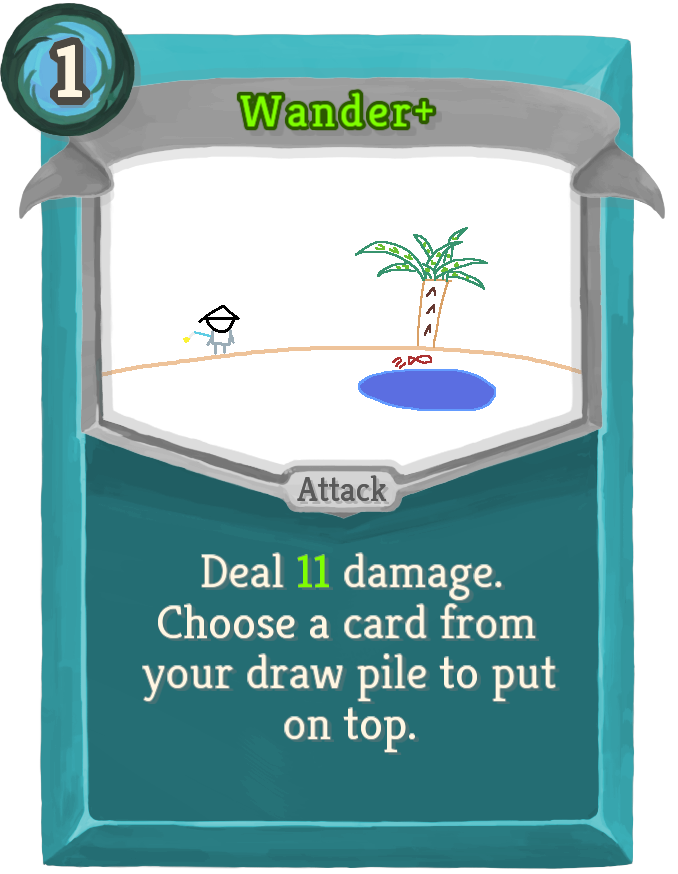 1
Wander+
Attack
Deal 11 damage.
Choose a card from
your draw pile to put
on top.